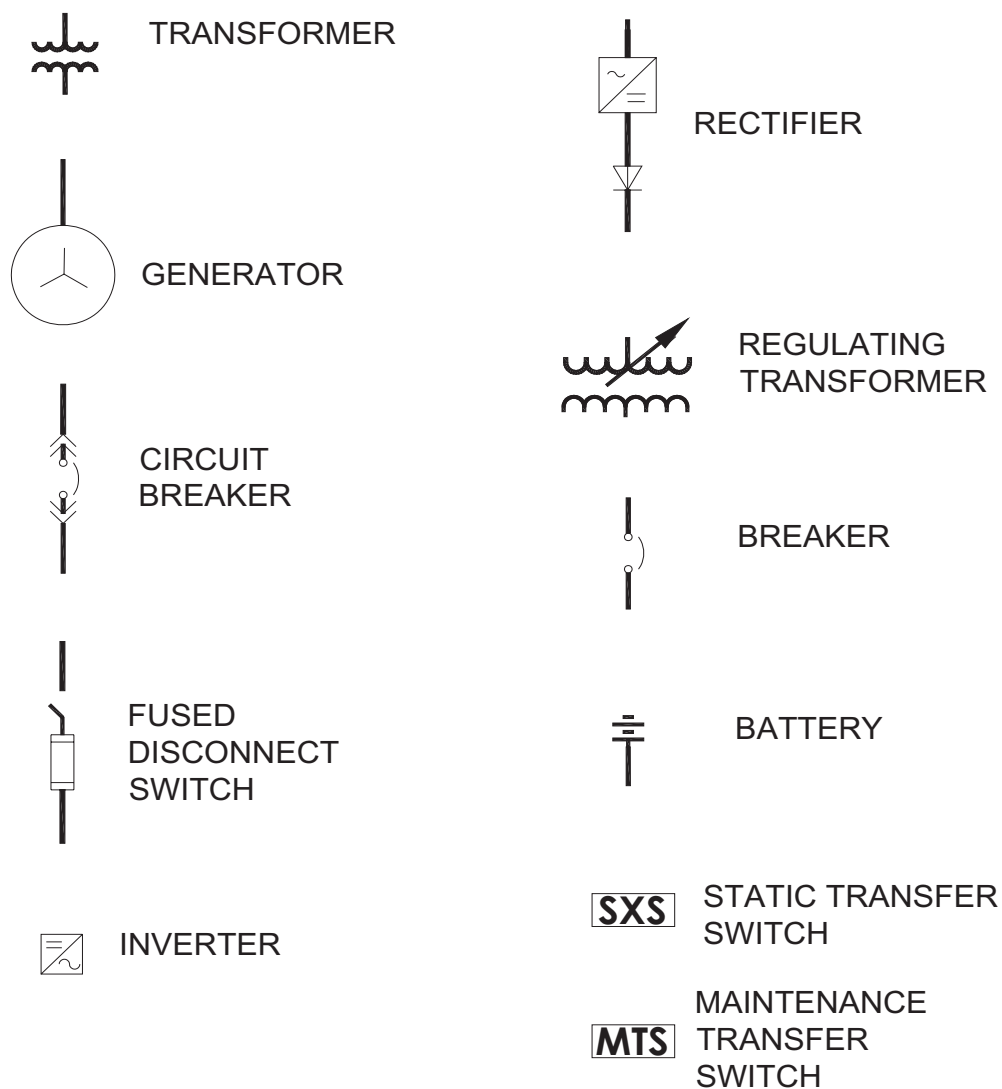 TRANSFORMER
GENERATOR
CIRCUIT
BREAKER
FUSED
DISCONNECT
SWITCH
INVERTER
RECTIFIER
REGULATING
TRANSFORMER
BREAKER
BATTERY
SXS
STATIC TRANSFER
SWITCH
MTS
MAINTENANCE
TRANSFER
SWITCH